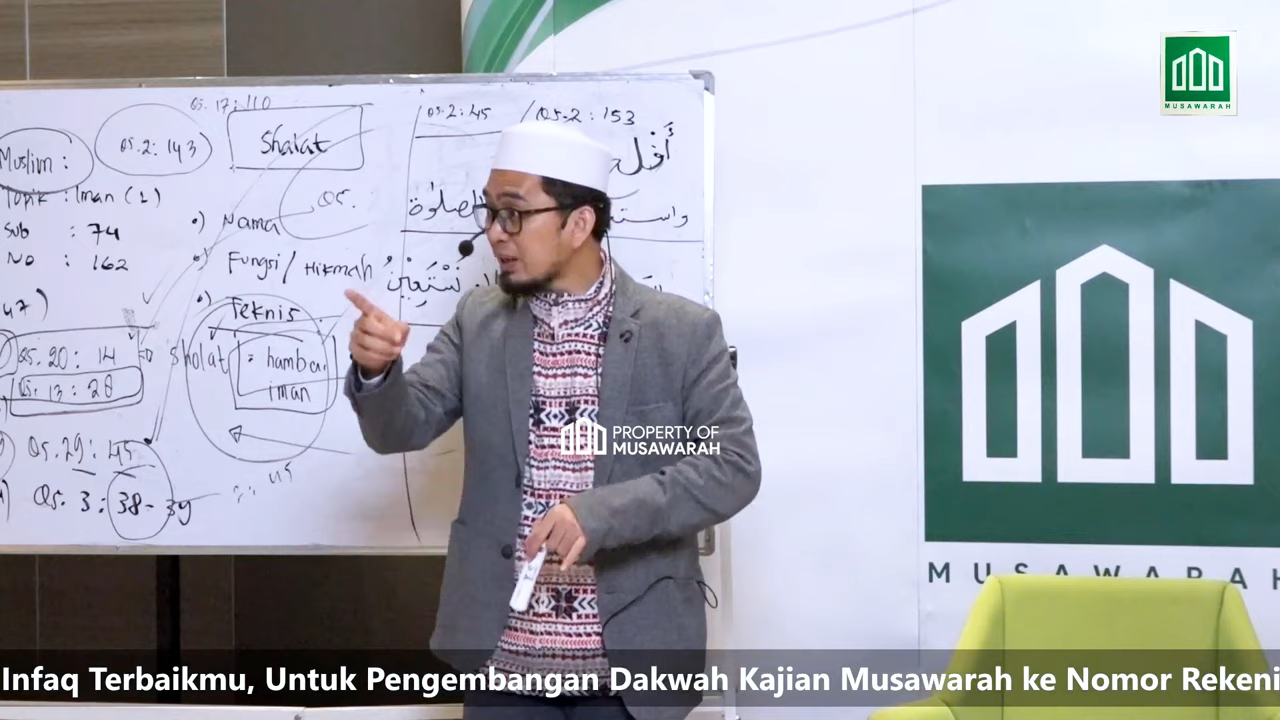 QS. 17:110
Muslim :
QS. 2: 143
Shalat
Topik : Iman (1)
Sub : 74
No : 162
•) Nama
QS.
•) Fungsi / Hikmah
•) Teknis
QS. 20: 14
Sholat = hamba
iman
QS. 13: 28
QS. 29: 45
QS. 3: 38-39
QS. 2: 45 / QS. 2: 153
نَسْتَعِيْنُ
MUSAWARAH
PROPERTY OF
MUSAWARAH
MUSAWARAH
Infaq Terbaikmu, Untuk Pengembangan Dakwah Kajian Musawarah ke Nomor Rekeni